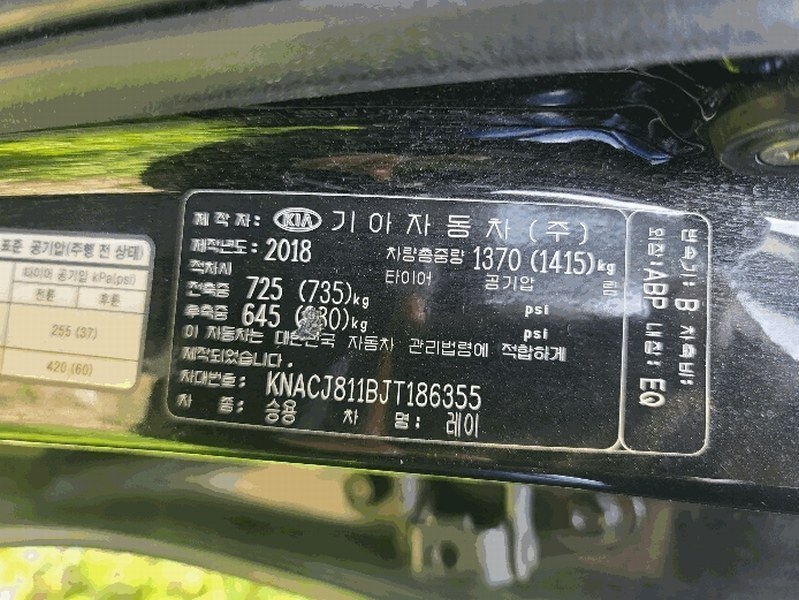 표준 공기압(주행 전 상태)
타이어 공기압 kPa(psi)
전륜 후륜
255 (37)
420 (60)
제작자: KIA 기아자동차(주)
제작년도: 2018 차량총중량 1370 (1415)kg
적차시 타이어 공기압 림
전축중 725 (735)kg psi
후축중 645 kg psi
이 자동차는 대한민국 자동차 관리법령에 적합하게
제작되었습니다.
차대번호: KNACJ811BJT186355
차 종: 승용 차 명: 레이
변속기: B 차축비:
외장: ABP 내장: EQ